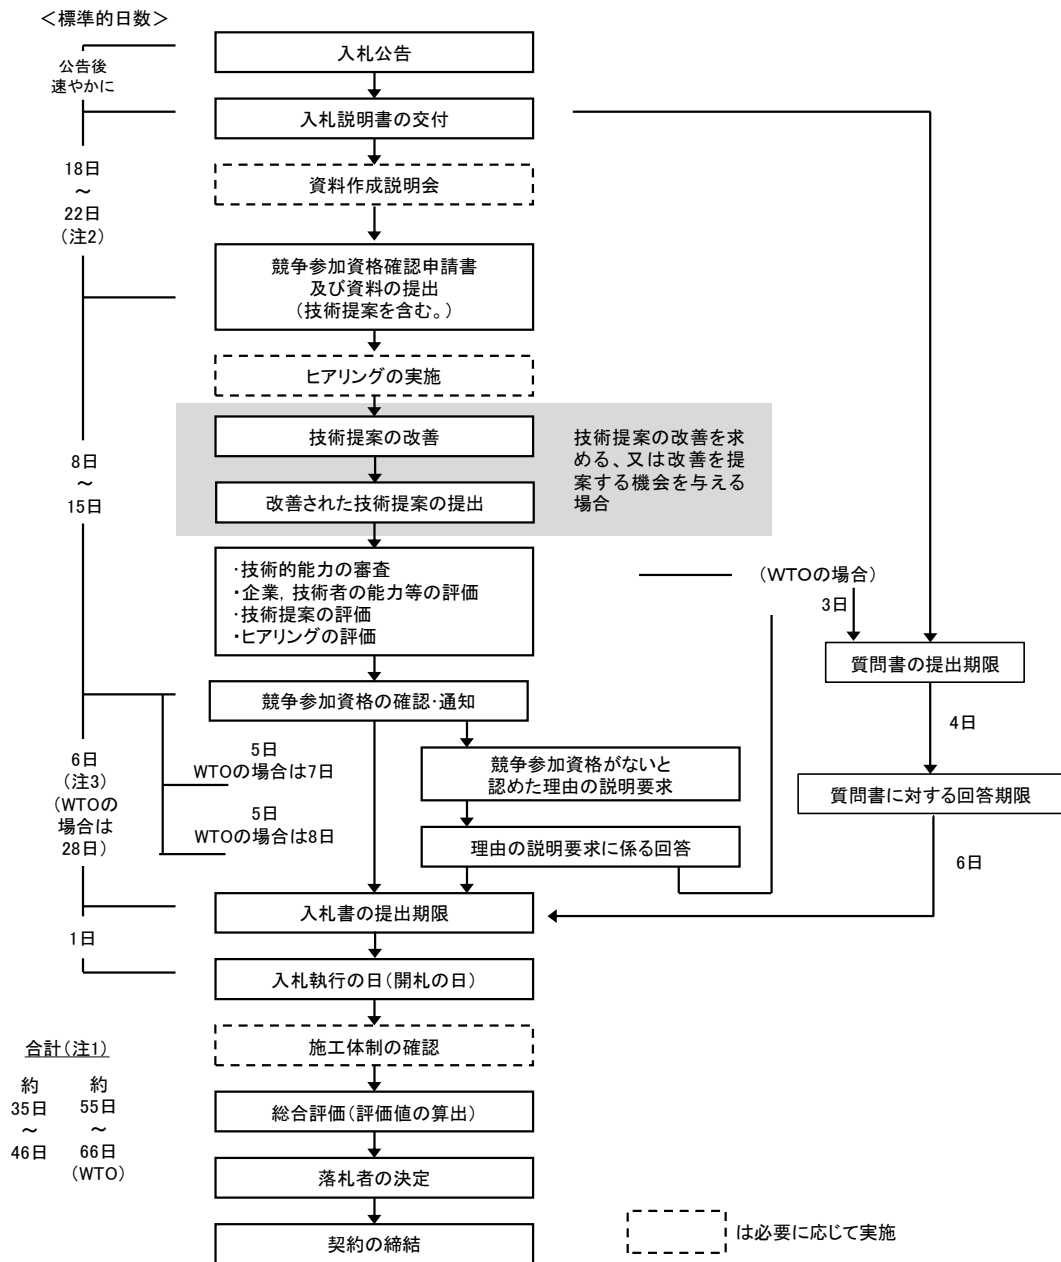 ＜標準的日数＞
入札公告
公告後
速やかに
入札説明書の交付
18日
～
22日
（注2）
資料作成説明会
競争参加資格確認申請書
及び資料の提出
（技術提案を含む。）
ヒアリングの実施
8日
～
15日
技術提案の改善
改善された技術提案の提出
技術提案の改善を求
める、又は改善を提
案する機会を与える
場合
・技術的能力の審査
・企業，技術者の能力等の評価
・技術提案の評価
・ヒアリングの評価
（WTOの場合）
3日
質問書の提出期限
競争参加資格の確認・通知
4日
6日
（注3）
（WTOの
場合は
28日）
5日
WTOの場合は7日
5日
WTOの場合は8日
競争参加資格がないと
認めた理由の説明要求
質問書に対する回答期限
理由の説明要求に係る回答
6日
入札書の提出期限
1日
入札執行の日（開札の日）
施工体制の確認
合計（注1）
約 約
35日 55日
～ ～
46日 66日
（WTO）
総合評価（評価値の算出）
落札者の決定
契約の締結
は必要に応じて実施